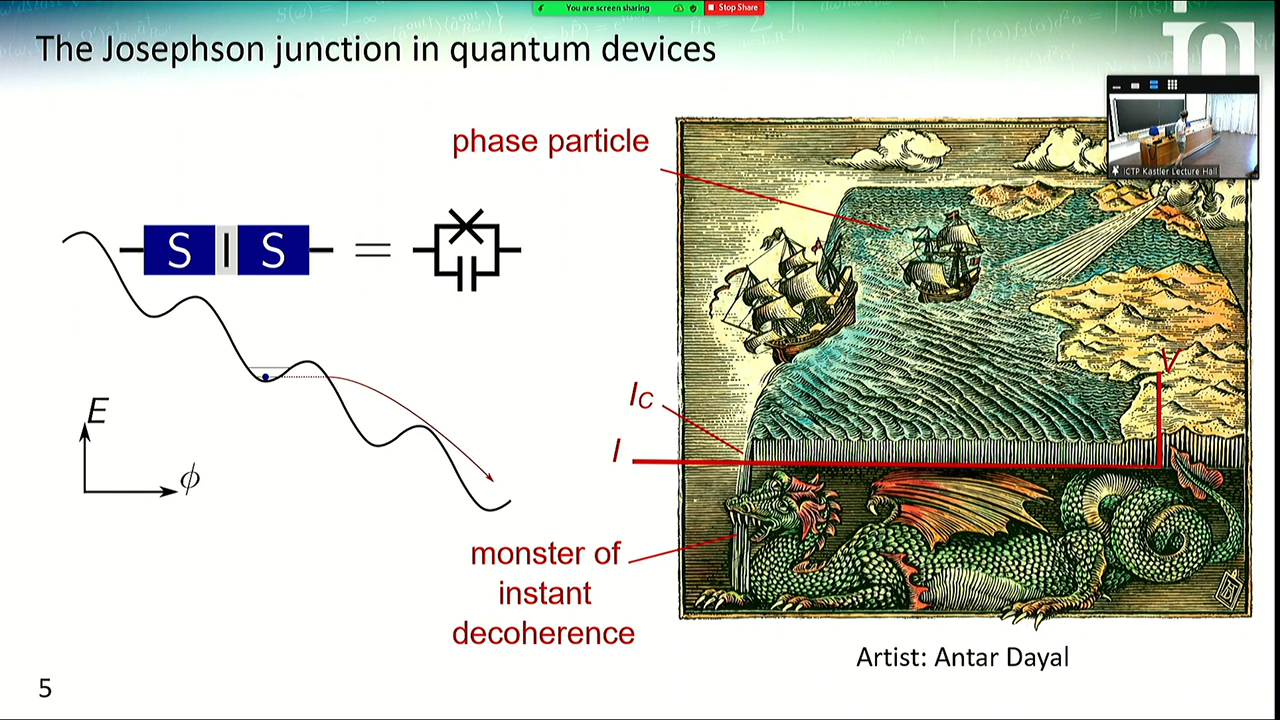 You are screen sharing
Stop Share
The Josephson junction in quantum devices
ICTP Kastler Lecture Hall
phase particle
S I S =
E
ϕ
I_C
I
V
monster of
instant
decoherence
Artist: Antar Dayal
5